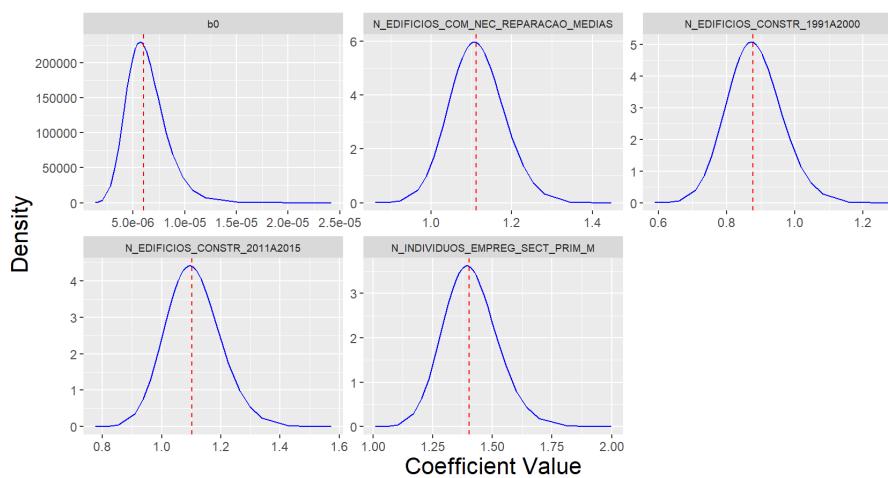 b0
N_EDIFICIOS_COM_NEC_REPARACAO_MEDIAS
N_EDIFICIOS_CONSTR_1991A2000
200000
150000
100000
50000
0
5.0e-06 1.0e-05 1.5e-05 2.0e-05 2.5e-05
6
4
2
0
1.0 1.2 1.4
5
4
3
2
1
0
0.6 0.8 1.0 1.2
Density
N_EDIFICIOS_CONSTR_2011A2015
N_INDIVIDUOS_EMPREG_SECT_PRIM_M
4
3
2
1
0
0.8 1.0 1.2 1.4 1.6
3
2
1
0
1.00 1.25 1.50 1.75 2.00
Coefficient Value